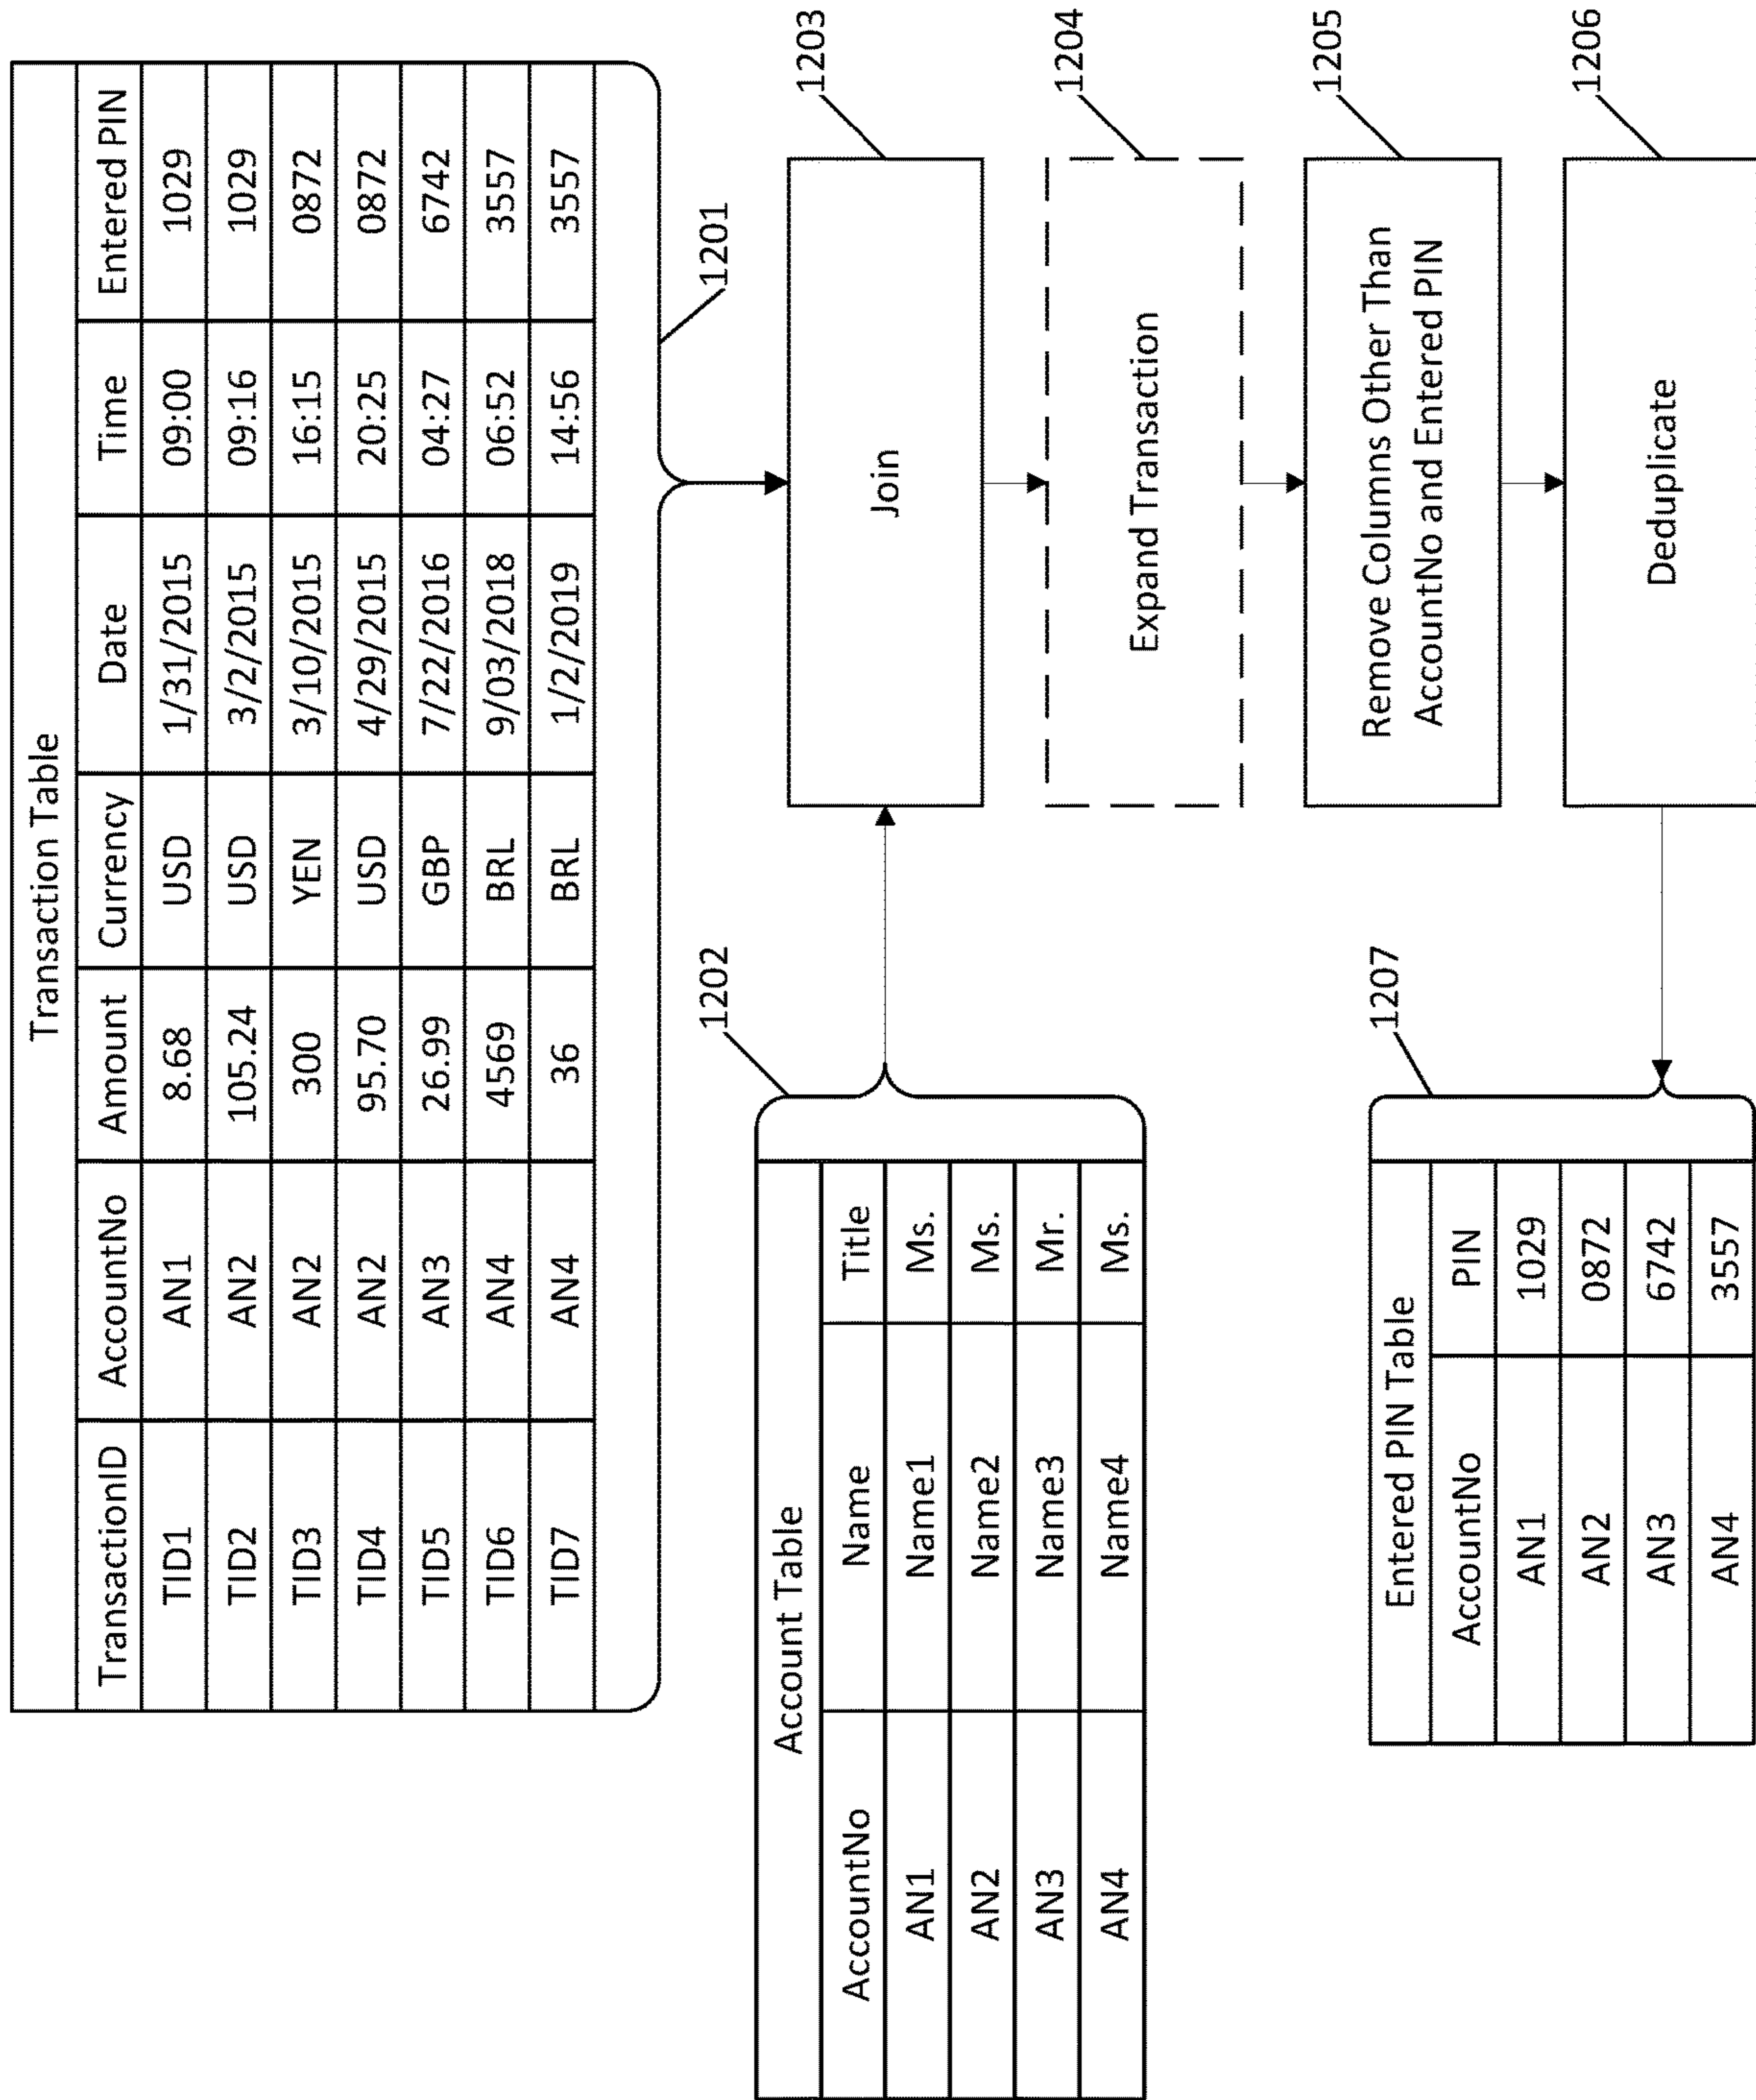 Transaction Table
TransactionID AccountNo Amount Currency Date Time Entered PIN
TID1 AN1 8.68 USD 1/31/2015 09:00 1029
TID2 AN2 105.24 USD 3/2/2015 09:16 1029
TID3 AN2 300 YEN 3/10/2015 16:15 0872
TID4 AN2 95.70 USD 4/29/2015 20:25 0872
TID5 AN3 26.99 GBP 7/22/2016 04:27 6742
TID6 AN4 4569 BRL 9/03/2018 06:52 3557
TID7 AN4 36 BRL 1/2/2019 14:56 3557
1201
1202
Account Table
AccountNo Name Title
AN1 Name1 Ms.
AN2 Name2 Ms.
AN3 Name3 Mr.
AN4 Name4 Ms.
1203
Join
1204
Expand Transaction
1205
Remove Columns Other Than
AccountNo and Entered PIN
1206
Deduplicate
1207
Entered PIN Table
AccountNo PIN
AN1 1029
AN2 0872
AN3 6742
AN4 3557